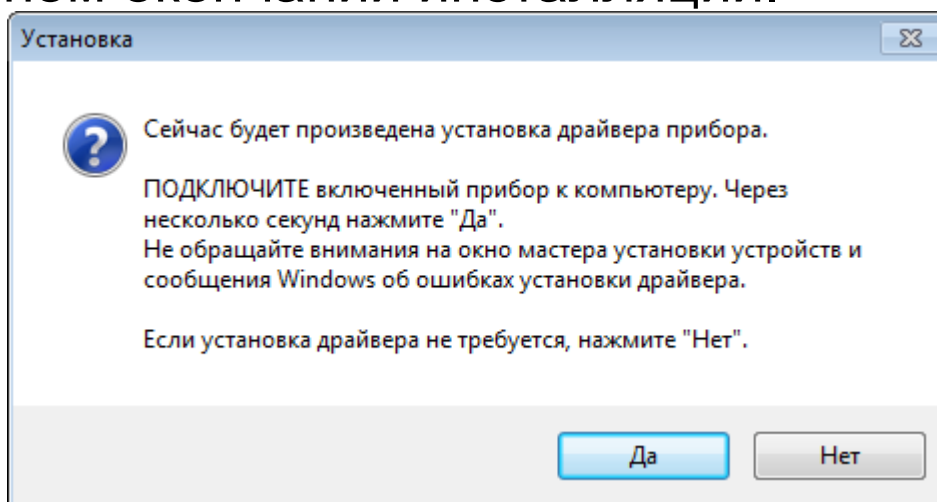 окончании инсталляции.
Установка
Сейчас будет произведена установка драйвера прибора.
ПОДКЛЮЧИТЕ включенный прибор к компьютеру. Через
несколько секунд нажмите "Да".
Не обращайте внимания на окно мастера установки устройств и
сообщения Windows об ошибках установки драйвера.
Если установка драйвера не требуется, нажмите "Нет".
Да
Нет